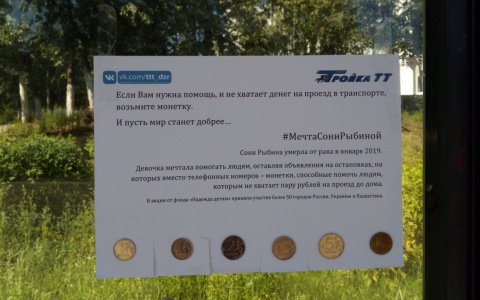 vk.com/ttt_dzr
ТРОЙКА ТТ
Если Вам нужна помощь, и не хватает денег на проезд в транспорте,
возьмите монетку.
И пусть мир станет добрее...
#МечтаСониРыбиной
Соня Рыбина умерла от рака в январе 2019.
Девочка мечтала помогать людям, оставляя объявления на остановках, на
которых вместо телефонных номеров – монетки, способные помочь людям,
которым не хватает пару рублей на проезд до дома.
В акции от фонда «Надежда детям» приняли участие более 50 городов России, Украины и Казахстана.